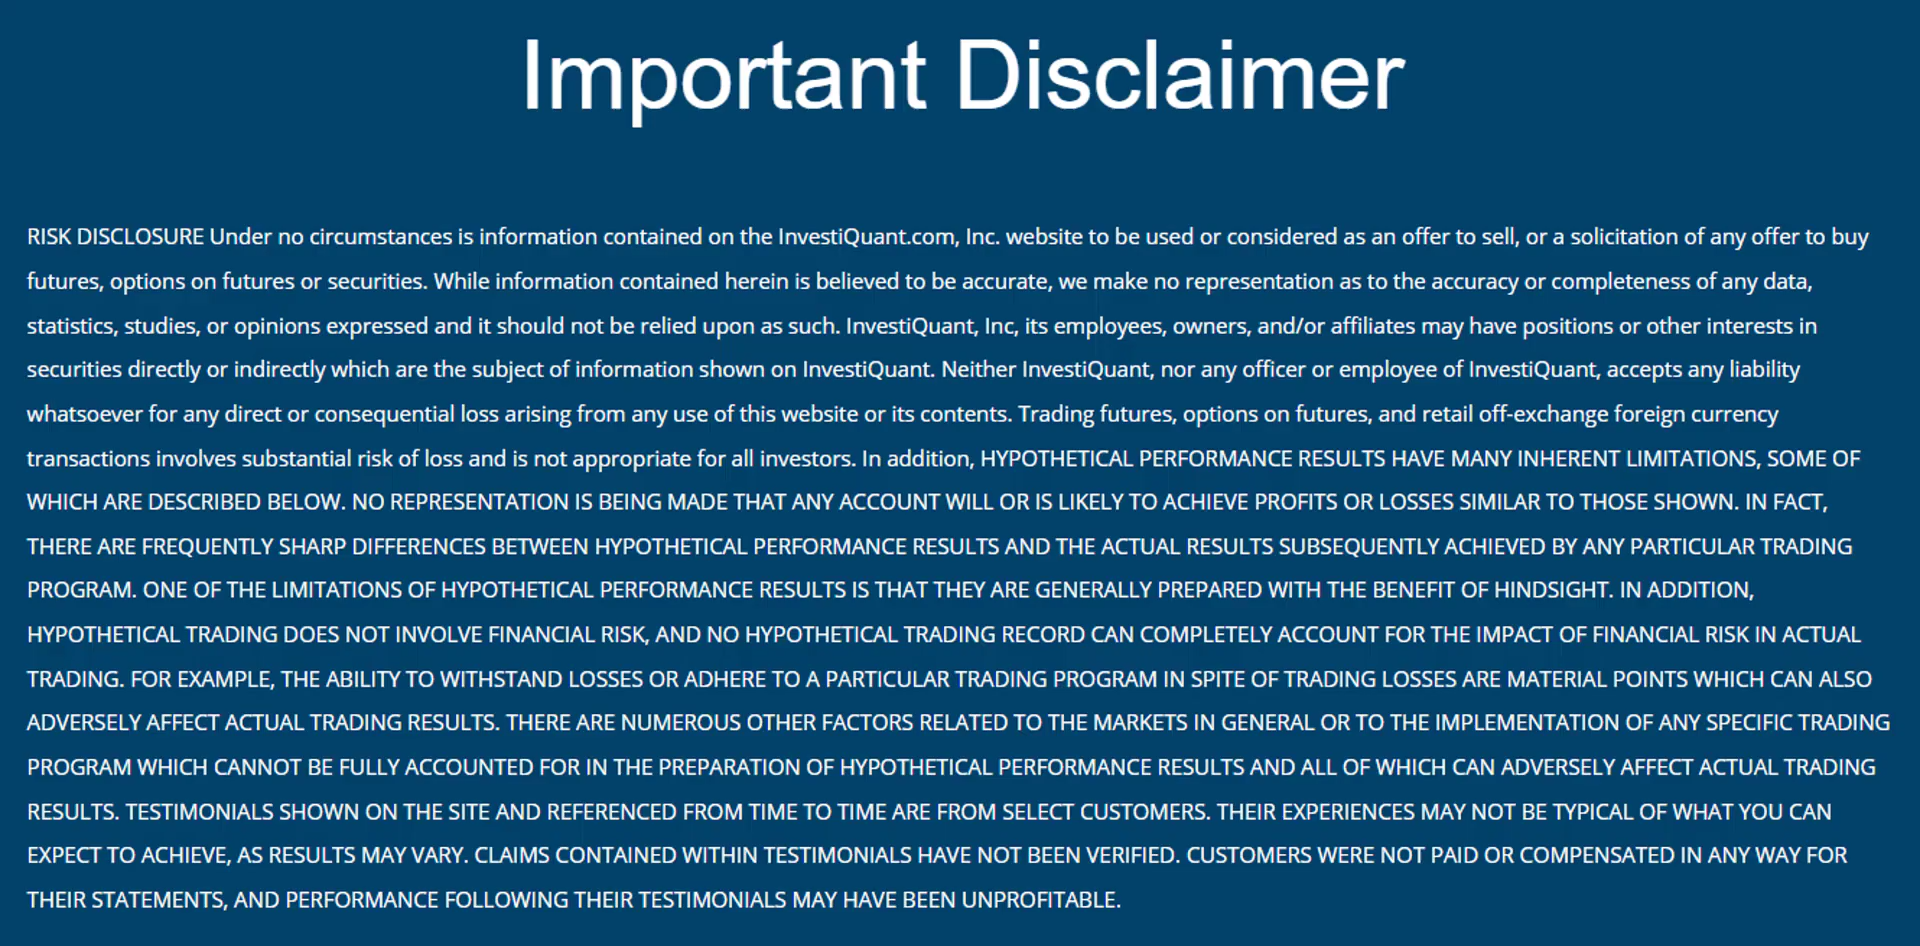 Important Disclaimer
RISK DISCLOSURE Under no circumstances is information contained on the InvestiQuant.com, Inc. website to be used or considered as an offer to sell, or a solicitation of any offer to buy
futures, options on futures or securities. While information contained herein is believed to be accurate, we make no representation as to the accuracy or completeness of any data,
statistics, studies, or opinions expressed and it should not be relied upon as such. InvestiQuant, Inc, its employees, owners, and/or affiliates may have positions or other interests in
securities directly or indirectly which are the subject of information shown on InvestiQuant. Neither InvestiQuant, nor any officer or employee of InvestiQuant, accepts any liability
whatsoever for any direct or consequential loss arising from any use of this website or its contents. Trading futures, options on futures, and retail off-exchange foreign currency
transactions involves substantial risk of loss and is not appropriate for all investors. In addition, HYPOTHETICAL PERFORMANCE RESULTS HAVE MANY INHERENT LIMITATIONS, SOME OF
WHICH ARE DESCRIBED BELOW. NO REPRESENTATION IS BEING MADE THAT ANY ACCOUNT WILL OR IS LIKELY TO ACHIEVE PROFITS OR LOSSES SIMILAR TO THOSE SHOWN. IN FACT,
THERE ARE FREQUENTLY SHARP DIFFERENCES BETWEEN HYPOTHETICAL PERFORMANCE RESULTS AND THE ACTUAL RESULTS SUBSEQUENTLY ACHIEVED BY ANY PARTICULAR TRADING
PROGRAM. ONE OF THE LIMITATIONS OF HYPOTHETICAL PERFORMANCE RESULTS IS THAT THEY ARE GENERALLY PREPARED WITH THE BENEFIT OF HINDSIGHT. IN ADDITION,
HYPOTHETICAL TRADING DOES NOT INVOLVE FINANCIAL RISK, AND NO HYPOTHETICAL TRADING RECORD CAN COMPLETELY ACCOUNT FOR THE IMPACT OF FINANCIAL RISK IN ACTUAL
TRADING. FOR EXAMPLE, THE ABILITY TO WITHSTAND LOSSES OR ADHERE TO A PARTICULAR TRADING PROGRAM IN SPITE OF TRADING LOSSES ARE MATERIAL POINTS WHICH CAN ALSO
ADVERSELY AFFECT ACTUAL TRADING RESULTS. THERE ARE NUMEROUS OTHER FACTORS RELATED TO THE MARKETS IN GENERAL OR TO THE IMPLEMENTATION OF ANY SPECIFIC TRADING
PROGRAM WHICH CANNOT BE FULLY ACCOUNTED FOR IN THE PREPARATION OF HYPOTHETICAL PERFORMANCE RESULTS AND ALL OF WHICH CAN ADVERSELY AFFECT ACTUAL TRADING
RESULTS. TESTIMONIALS SHOWN ON THE SITE AND REFERENCED FROM TIME TO TIME ARE FROM SELECT CUSTOMERS. THEIR EXPERIENCES MAY NOT BE TYPICAL OF WHAT YOU CAN
EXPECT TO ACHIEVE, AS RESULTS MAY VARY. CLAIMS CONTAINED WITHIN TESTIMONIALS HAVE NOT BEEN VERIFIED. CUSTOMERS WERE NOT PAID OR COMPENSATED IN ANY WAY FOR
THEIR STATEMENTS, AND PERFORMANCE FOLLOWING THEIR TESTIMONIALS MAY HAVE BEEN UNPROFITABLE.